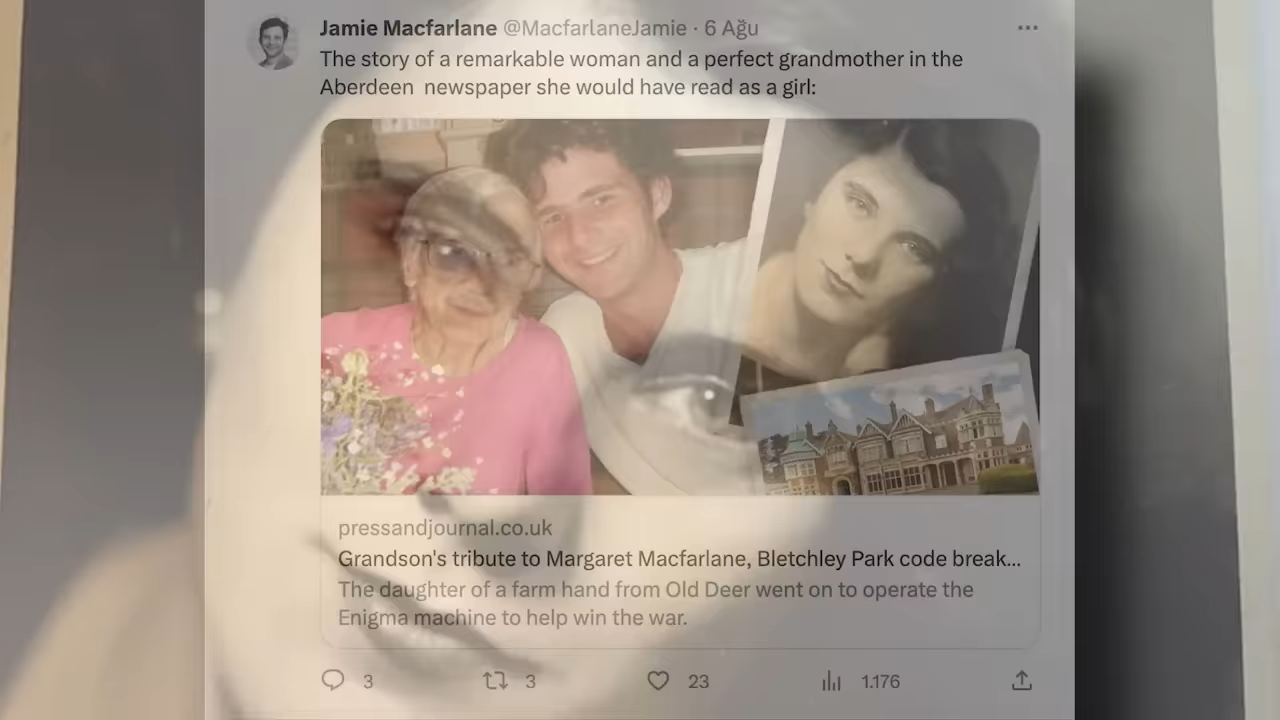 Jamie Macfarlane @MacfarlaneJamie · 6 Ağu
The story of a remarkable woman and a perfect grandmother in the
Aberdeen newspaper she would have read as a girl:
pressandjournal.co.uk
Grandson's tribute to Margaret Macfarlane, Bletchley Park code break...
The daughter of a farm hand from Old Deer went on to operate the
Enigma machine to help win the war.
3 3 23 1.176